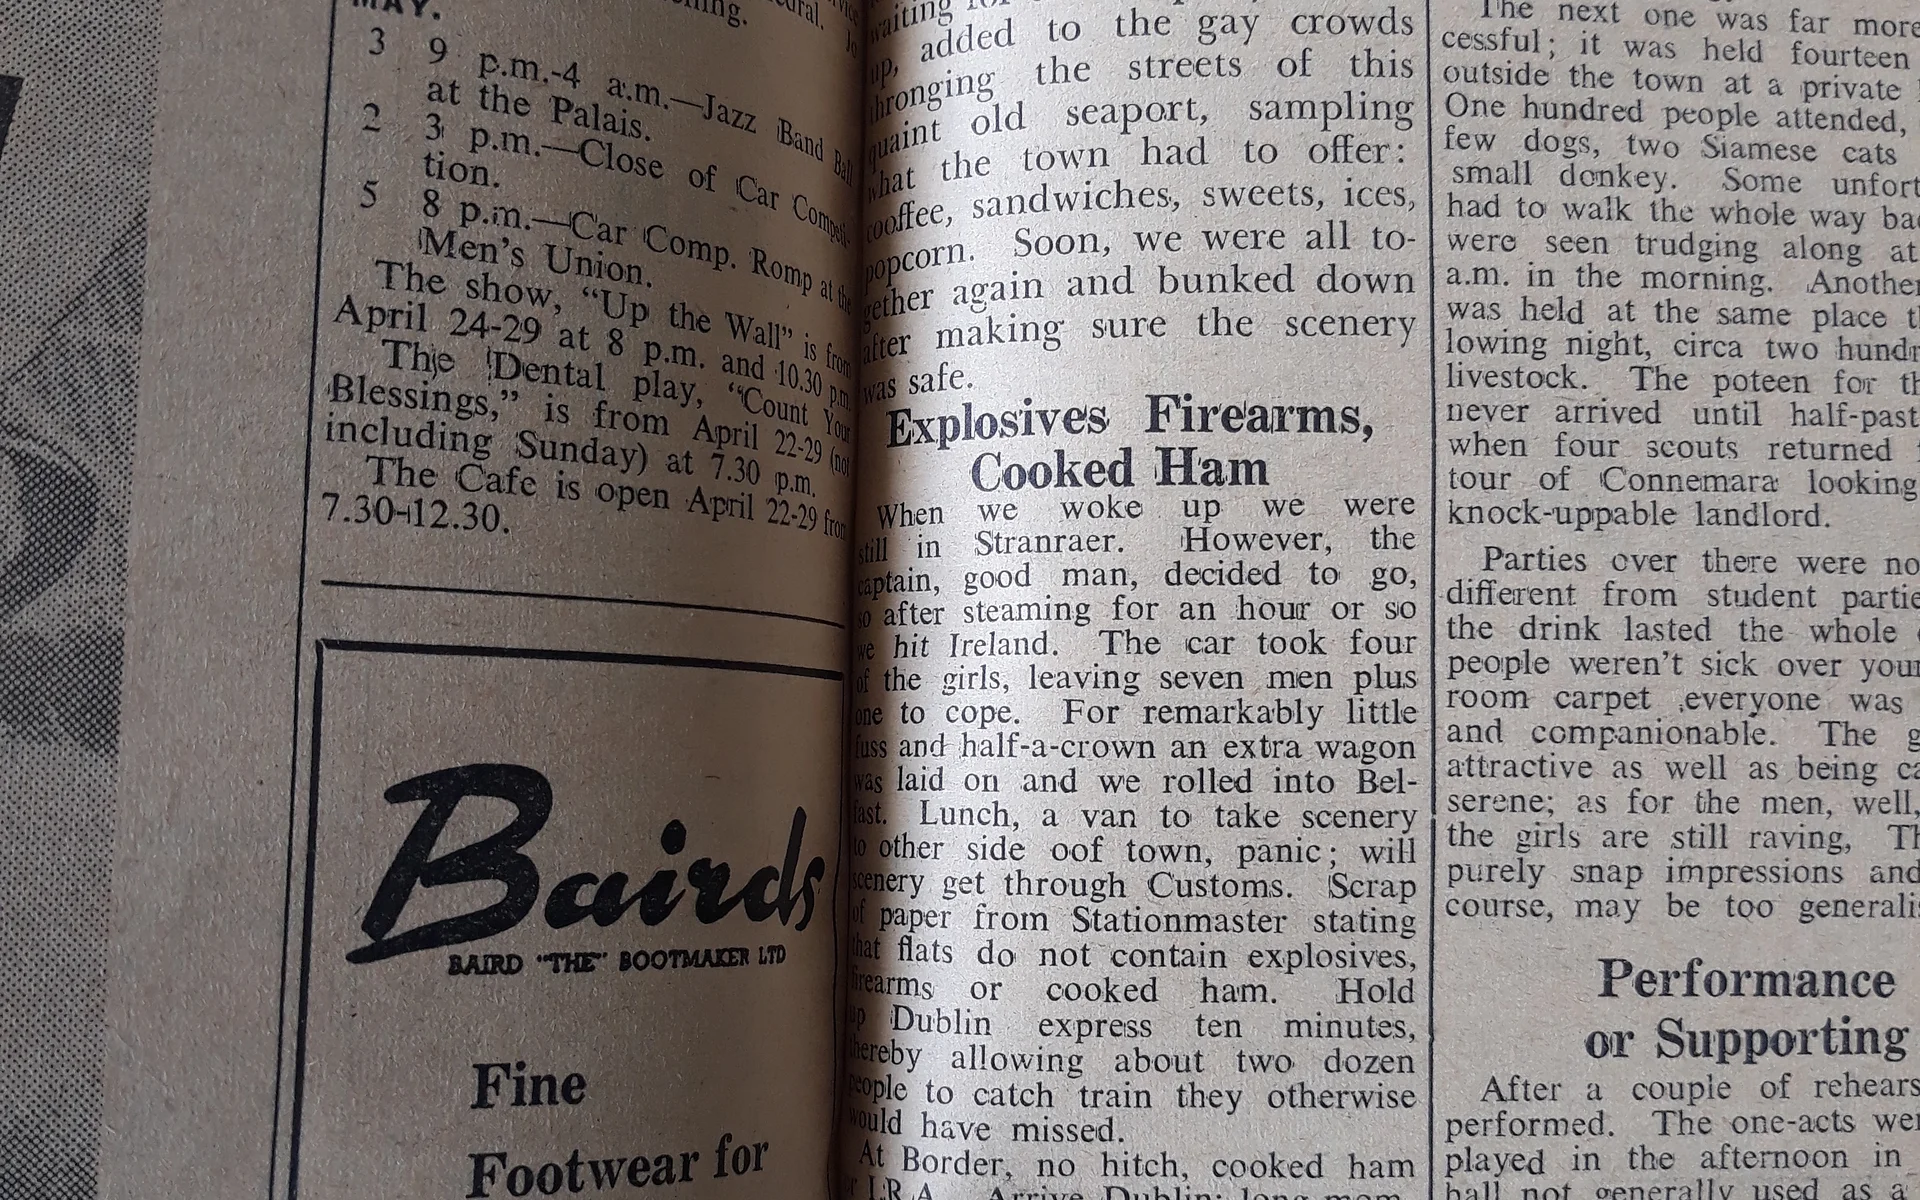 MAY.
3 9 p.m.-4 a.m.—Jazz Band Ball
at the Palais.
2 3 p.m.—Close of Car Competi-
tion.
5 8 p.m.—Car Comp. Romp at the
Men's Union.
The show, "Up the Wall" is from
April 24-29 at 8 p.m. and 10.30 p.m.
The Dental play, "Count Your
Blessings," is from April 22-29 (not
including Sunday) at 7.30 p.m.
The Cafe is open April 22-29 from
7.30-12.30.
Bairds
BAIRD "THE" BOOTMAKER LTD
Fine
Footwear for
waiting
up, added to the gay crowds
thronging the streets of this
quaint old seaport, sampling
what the town had to offer:
cooffee, sandwiches, sweets, ices,
popcorn. Soon, we were all to-
gether again and bunked down
after making sure the scenery
was safe.
Explosives Firearms,
Cooked Ham
When we woke up we were
still in Stranraer. However, the
captain, good man, decided to go,
so after steaming for an hour or so
we hit Ireland. The car took four
of the girls, leaving seven men plus
one to cope. For remarkably little
fuss and half-a-crown an extra wagon
was laid on and we rolled into Bel-
fast. Lunch, a van to take scenery
to other side oof town, panic; will
scenery get through Customs. Scrap
of paper from Stationmaster stating
that flats do not contain explosives,
firearms or cooked ham. Hold
up Dublin express ten minutes,
thereby allowing about two dozen
people to catch train they otherwise
would have missed.
At Border, no hitch, cooked ham
I.R.A. Arrive Dublin; long
The next one was far more
cessful; it was held fourteen
outside the town at a private
One hundred people attended,
few dogs, two Siamese cats
small donkey. Some unfort
had to walk the whole way ba
were seen trudging along at
a.m. in the morning. Another
was held at the same place t
lowing night, circa two hundr
livestock. The poteen for th
never arrived until half-past
when four scouts returned
tour of Connemara looking
knock-uppable landlord.
Parties over there were no
different from student partie
the drink lasted the whole
people weren't sick over your
room carpet ,everyone was
and companionable. The g
attractive as well as being ca
serene; as for the men, well,
the girls are still raving, Th
purely snap impressions and
course, may be too generalis
Performance
or Supporting
After a couple of rehears
performed. The one-acts wer
played in the afternoon in
hall not generally used as a